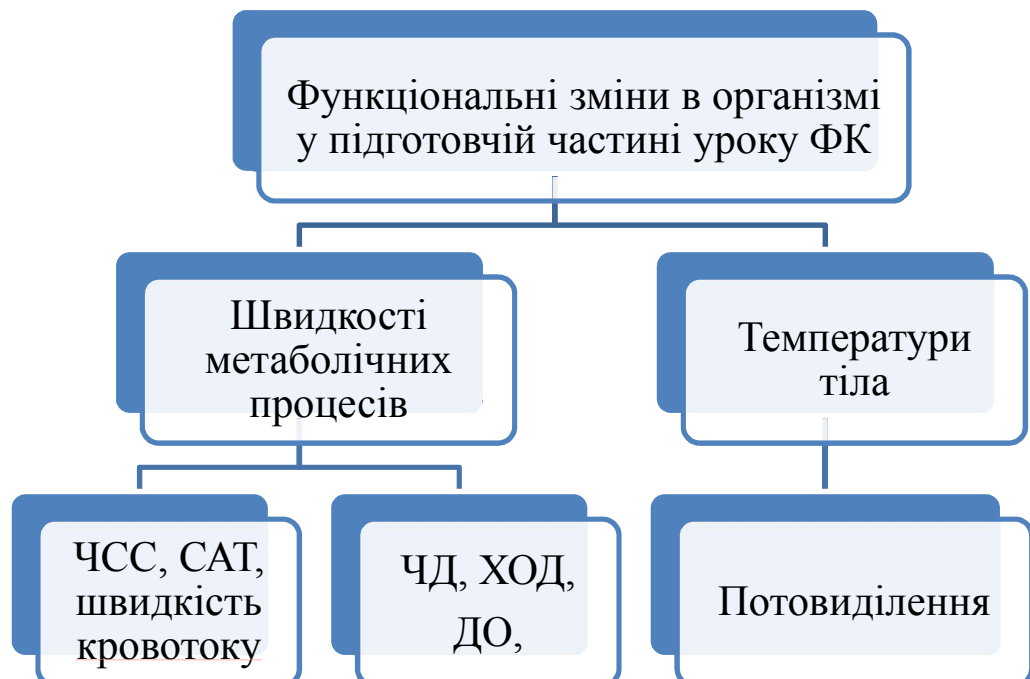 Функціональні зміни в організмі
у підготовчій частині уроку ФК
Швидкості
метаболічних
процесів
Температури
тіла
ЧСС, САТ,
швидкість
кровотоку
ЧД, ХОД,
ДО,
Потовиділення